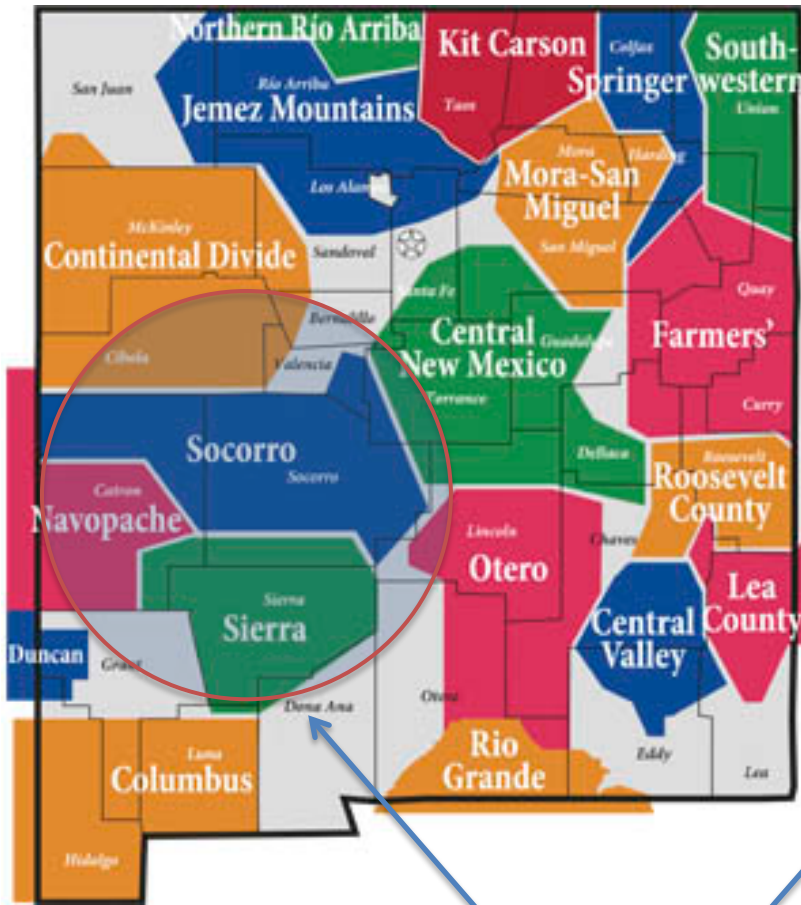 Northern Río Arriba
Kit Carson
Colfax
South-
San Juan
Río Arriba
Springer
western
Jemez Mountains
Taos
Union
Mora
Harding
Los Alamos
Mora-San
Miguel
McKinley
Continental Divide
Sandoval
San Miguel
Santa Fe
Quay
Bernalillo
Central
Guadalupe
Farmers'
Cibola
Valencia
New Mexico
Torrance
Curry
Socorro
Socorro
DeBaca
Roosevelt
Roosevelt
County
Catron
Navopache
Lincoln
Chaves
Otero
Lea
County
Sierra
Sierra
Central
Valley
Duncan
Grant
Dona Ana
Otero
Rio
Grande
Eddy
Lea
Luna
Columbus
Hidalgo